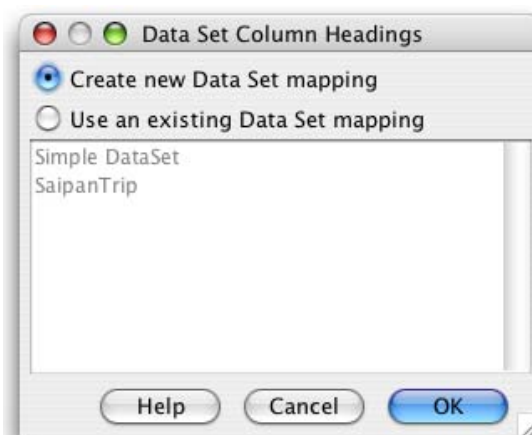 Data Set Column Headings
Create new Data Set mapping
Use an existing Data Set mapping
Simple DataSet
SaipanTrip
Help Cancel OK